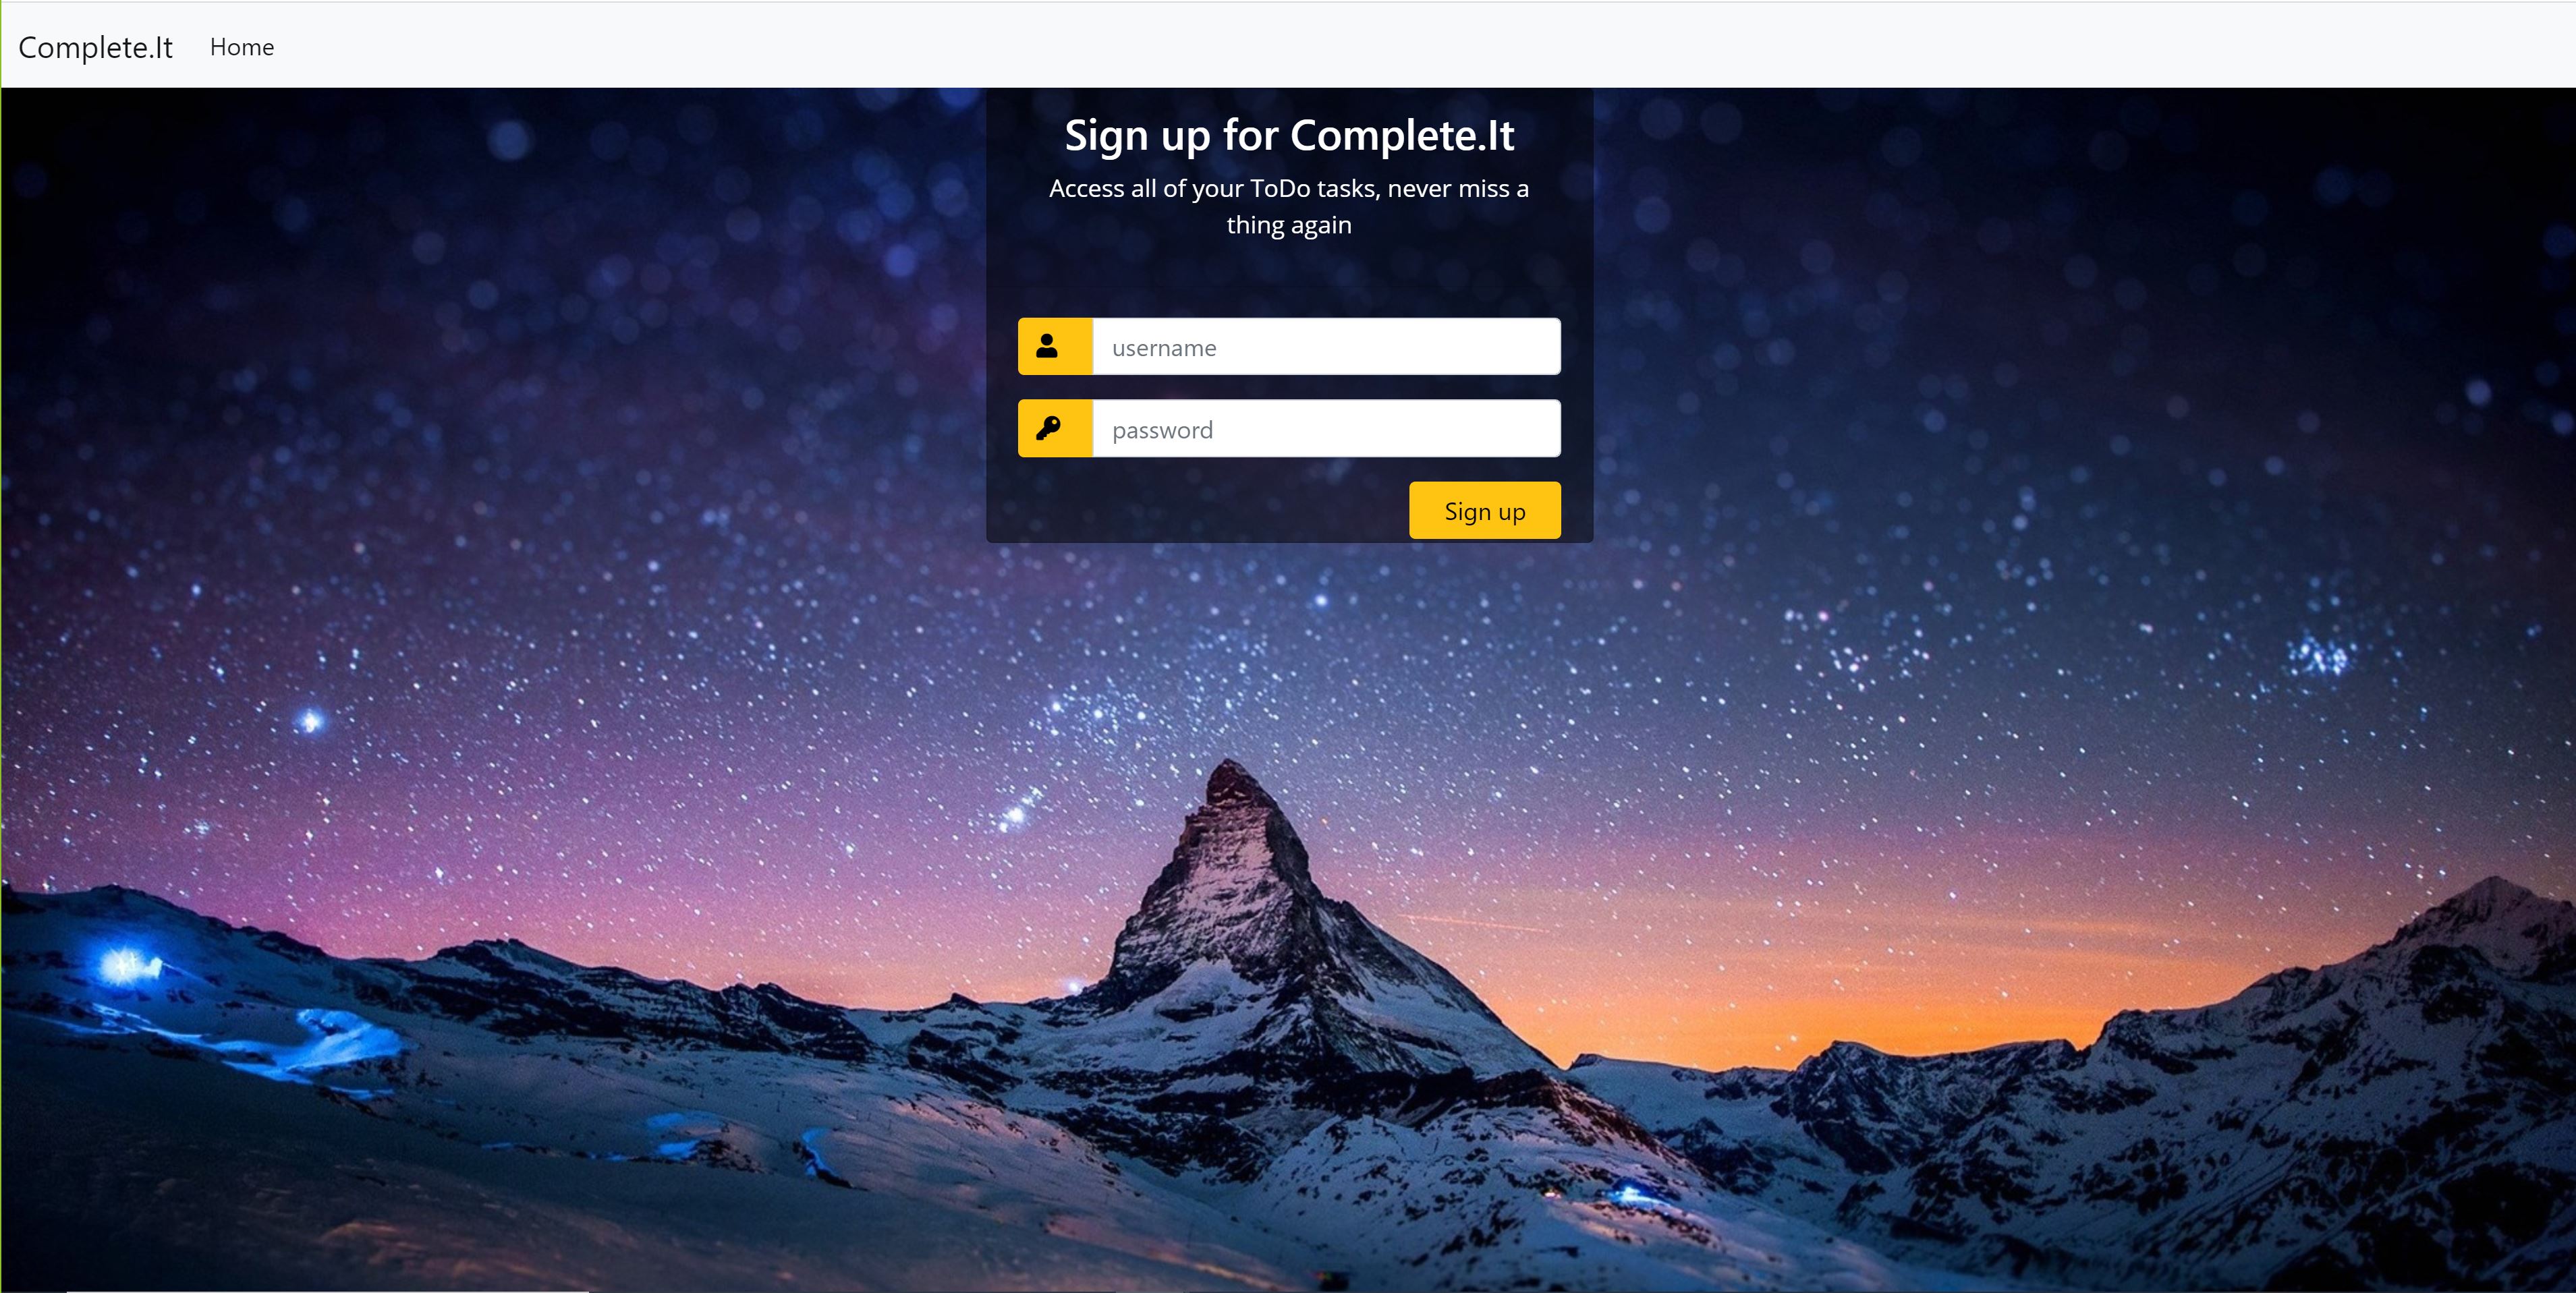 Complete.It Home
Sign up for Complete.It
Access all of your ToDo tasks, never miss a
thing again
username
password
Sign up